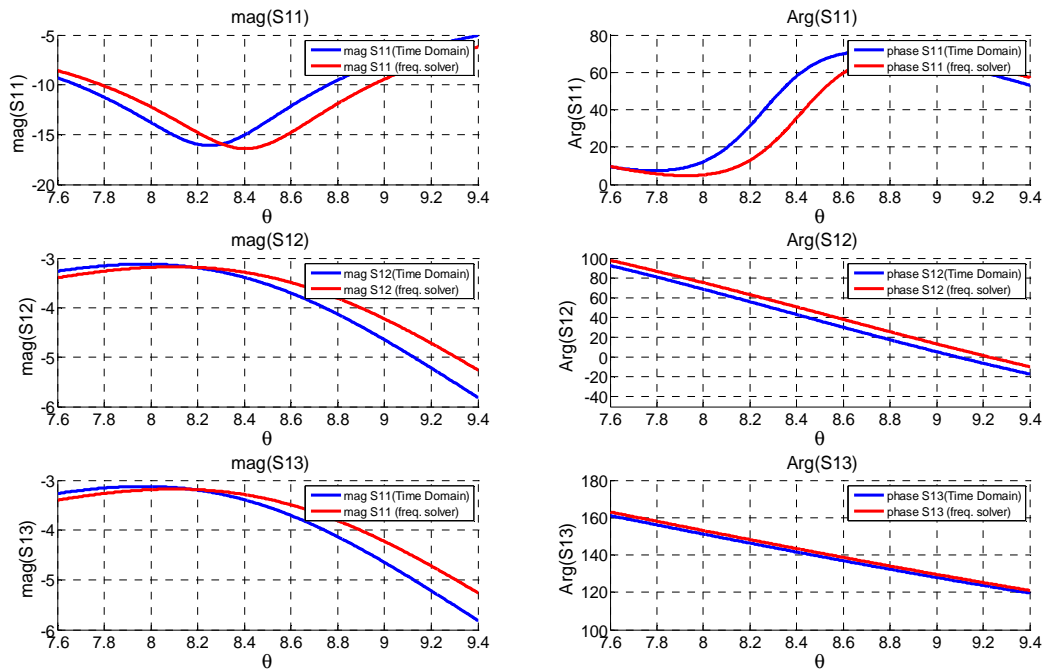 mag(S11)
-5
-10
-15
-20
mag(S11)
mag S11(Time Domain)
mag S11 (freq. solver)
7.6 7.8 8 8.2 8.4 8.6 8.8 9 9.2 9.4
θ
Arg(S11)
80
60
40
20
0
Arg(S11)
phase S11(Time Domain)
phase S11 (freq. solver)
7.6 7.8 8 8.2 8.4 8.6 8.8 9 9.2 9.4
θ
mag(S12)
-3
-4
-5
-6
mag(S12)
mag S12(Time Domain)
mag S12 (freq. solver)
7.6 7.8 8 8.2 8.4 8.6 8.8 9 9.2 9.4
θ
Arg(S12)
100
80
60
40
20
0
-20
-40
Arg(S12)
phase S12(Time Domain)
phase S12 (freq. solver)
7.6 7.8 8 8.2 8.4 8.6 8.8 9 9.2 9.4
θ
mag(S13)
-3
-4
-5
-6
mag(S13)
mag S11(Time Domain)
mag S11 (freq. solver)
7.6 7.8 8 8.2 8.4 8.6 8.8 9 9.2 9.4
θ
Arg(S13)
180
160
140
120
100
Arg(S13)
phase S13(Time Domain)
phase S13 (freq. solver)
7.6 7.8 8 8.2 8.4 8.6 8.8 9 9.2 9.4
θ